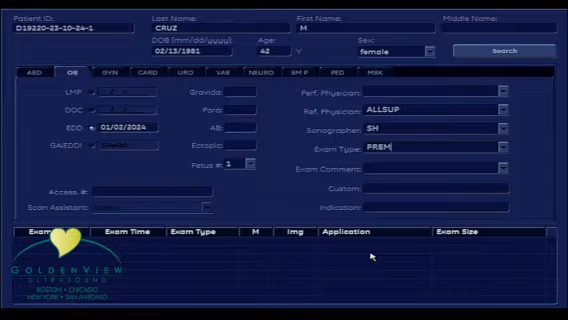 Patient ID: Last Name: First Name: Middle Name:
D19220-23-10-24-1 CRUZ M
DOB [mm/dd/yyyy]: Age: Sex:
02/13/1981 42 Y female Search
ABD OB GYN CARD URO VAS NEURO SM P PED MSK
LMP Gravida: Perf. Physician:
DOC Para: Ref. Physician: ALLSUP
EDD 01/02/2024 AB: Sonographer: SH
GA(EDD) Ectopic: Exam Type: PREM
Fetus #: 1 Exam Comment:
Access. #: Custom:
Scan Assistant: Indication:
Exam Exam Time Exam Type M Img Application Exam Size
GOLDENVIEW
ULTRASOUND
BOSTON • CHICAGO
NEW YORK • SAN ANTONIO